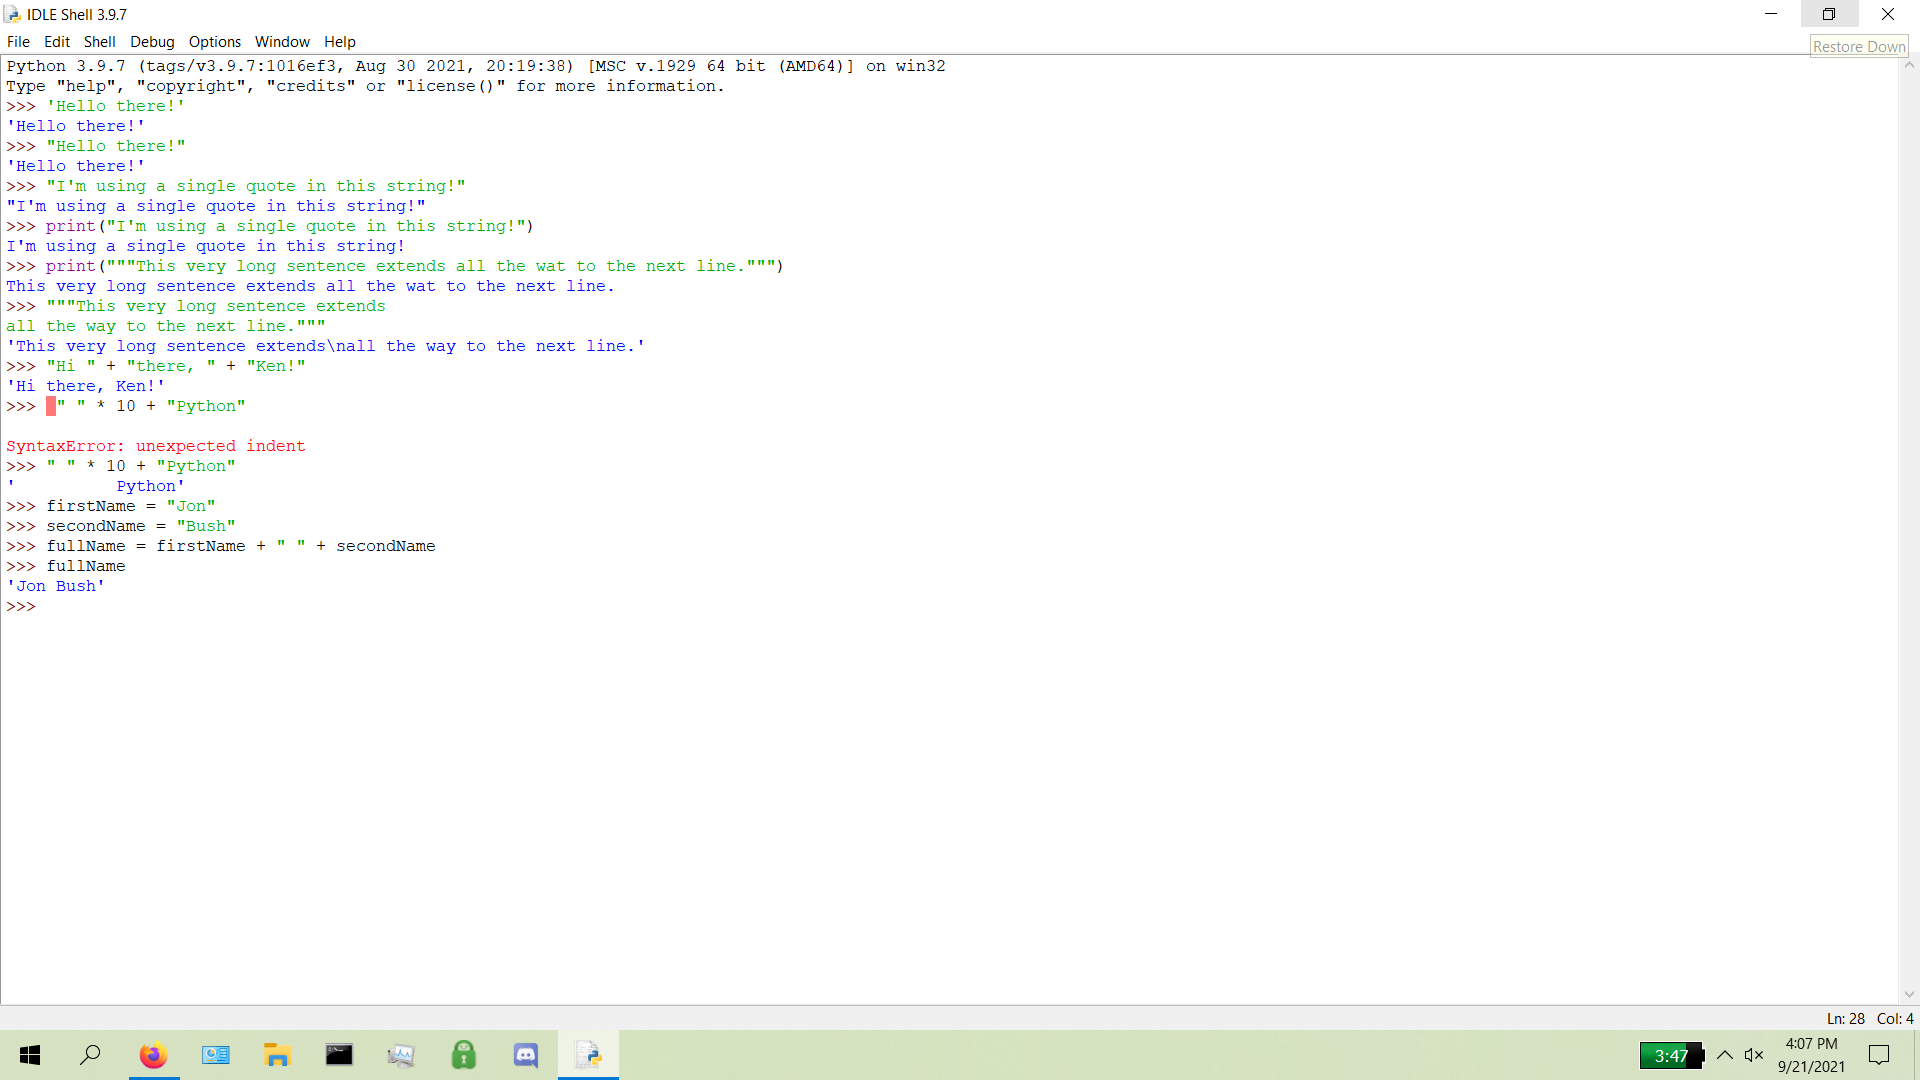 IDLE Shell 3.9.7
File Edit Shell Debug Options Window Help
Restore Down
Python 3.9.7 (tags/v3.9.7:1016ef3, Aug 30 2021, 20:19:38) [MSC v.1929 64 bit (AMD64)] on win32
Type "help", "copyright", "credits" or "license()" for more information.
>>> 'Hello there!'
'Hello there!'
>>> "Hello there!"
'Hello there!'
>>> "I'm using a single quote in this string!"
"I'm using a single quote in this string!"
>>> print("I'm using a single quote in this string!")
I'm using a single quote in this string!
>>> print("""This very long sentence extends all the wat to the next line.""")
This very long sentence extends all the wat to the next line.
>>> """This very long sentence extends
all the way to the next line."""
'This very long sentence extends\nall the way to the next line.'
>>> "Hi " + "there, " + "Ken!"
'Hi there, Ken!'
>>>  " " * 10 + "Python"
SyntaxError: unexpected indent
>>> " " * 10 + "Python"
'          Python'
>>> firstName = "Jon"
>>> secondName = "Bush"
>>> fullName = firstName + " " + secondName
>>> fullName
'Jon Bush'
>>>
Ln: 28 Col: 4
3:47
4:07 PM
9/21/2021